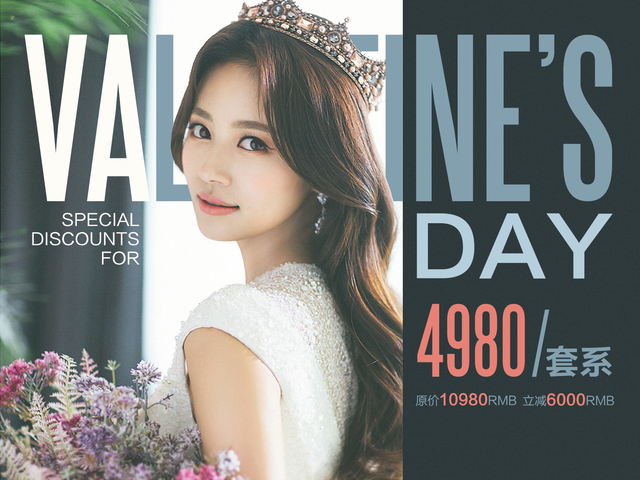 VALENTINE'S
SPECIAL
DISCOUNTS
FOR
DAY
4980/套系
原价10980RMB 立减6000RMB